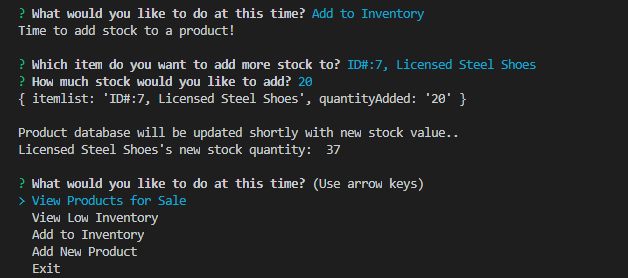 ? What would you like to do at this time? Add to Inventory
Time to add stock to a product!
? Which item do you want to add more stock to? ID#:7, Licensed Steel Shoes
? How much stock would you like to add? 20
{ itemlist: 'ID#:7, Licensed Steel Shoes', quantityAdded: '20' }
Product database will be updated shortly with new stock value..
Licensed Steel Shoes's new stock quantity:  37
? What would you like to do at this time? (Use arrow keys)
> View Products for Sale
View Low Inventory
Add to Inventory
Add New Product
Exit